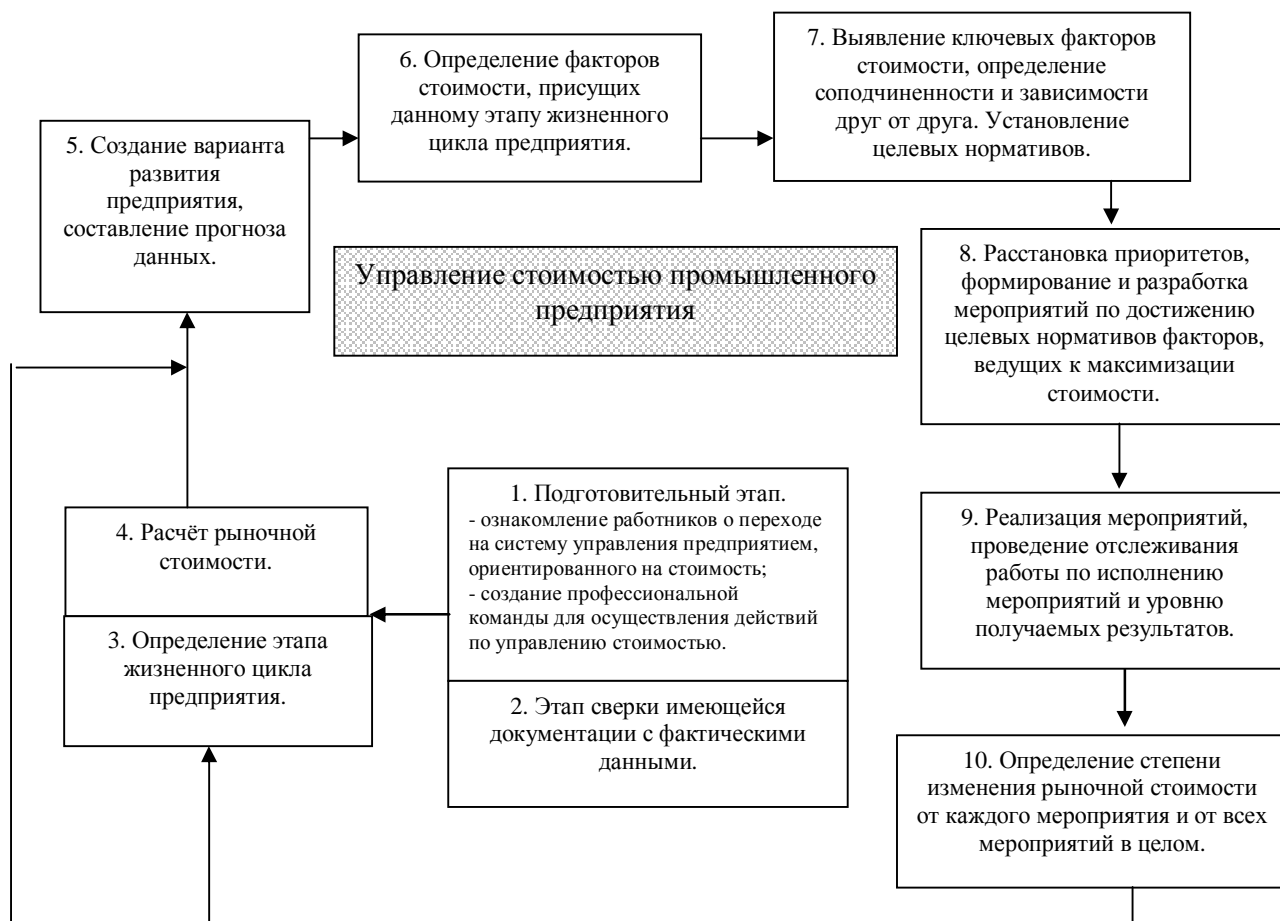 7. Выявление ключевых факторов
стоимости, определение
соподчиненности и зависимости
друг от друга. Установление
целевых нормативов.
6. Определение факторов
стоимости, присущих
данному этапу жизненного
цикла предприятия.
5. Создание варианта
развития
предприятия,
составление прогноза
данных.
Управление стоимостью промышленного
предприятия
8. Расстановка приоритетов,
формирование и разработка
мероприятий по достижению
целевых нормативов факторов,
ведущих к максимизации
стоимости.
1. Подготовительный этап.
- ознакомление работников о переходе
на систему управления предприятием,
ориентированного на стоимость;
- создание профессиональной
команды для осуществления действий
по управлению стоимостью.
4. Расчёт рыночной
стоимости.
9. Реализация мероприятий,
проведение отслеживания
работы по исполнению
мероприятий и уровню
получаемых результатов.
3. Определение этапа
жизненного цикла
предприятия.
2. Этап сверки имеющейся
документации с фактическими
данными.
10. Определение степени
изменения рыночной стоимости
от каждого мероприятия и от всех
мероприятий в целом.